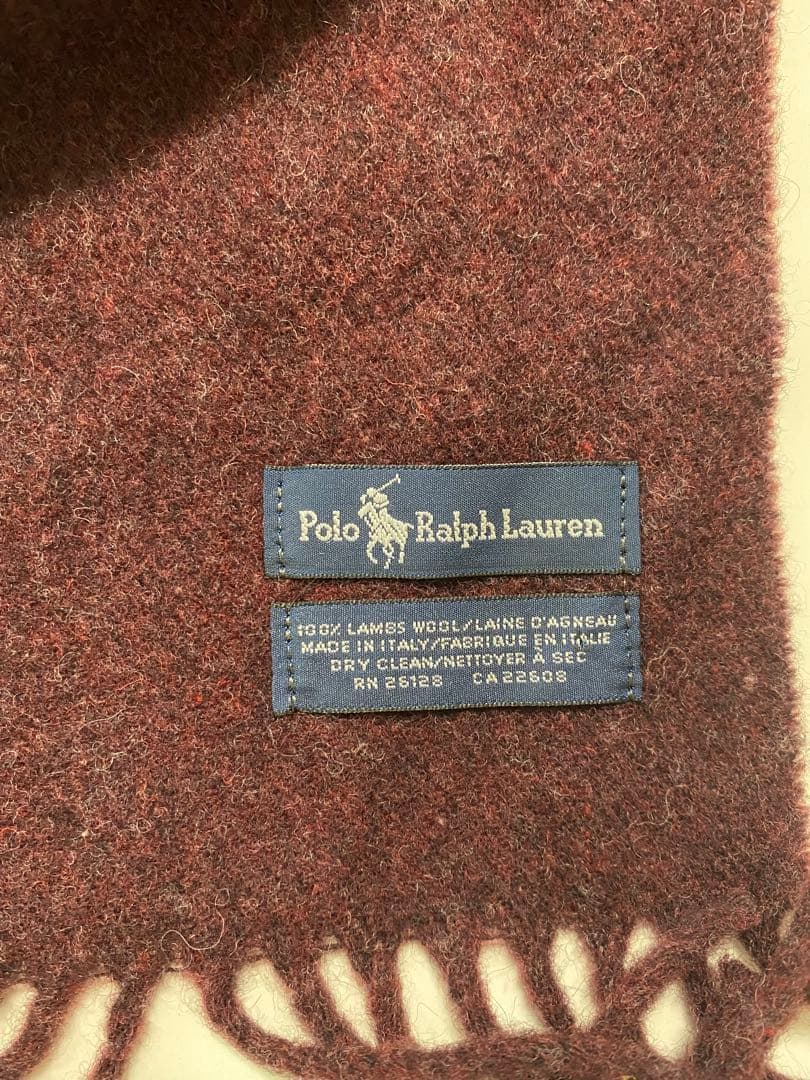 Polo Ralph Lauren
100% LAMBS WOOL/LAINE D'AGNEAU
MADE IN ITALY/FABRIQUE EN ITALIE
DRY CLEAN/NETTOYER À SEC
RN 26128 CA 22608